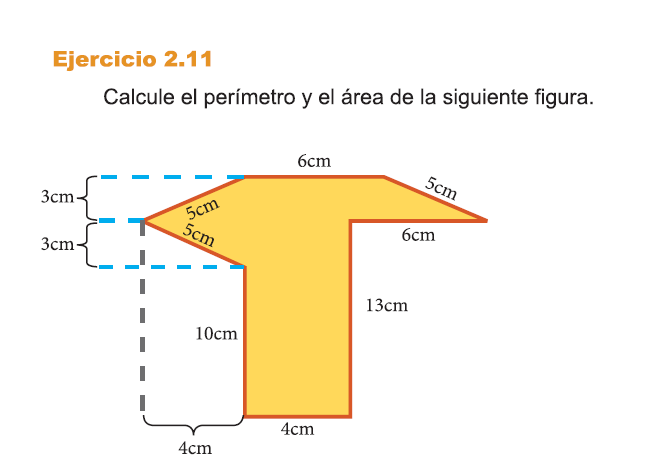 Ejercicio 2.11
Calcule el perímetro y el área de la siguiente figura.
6cm
3cm
5cm
5cm
3cm
5cm
6cm
13cm
10cm
4cm
4cm